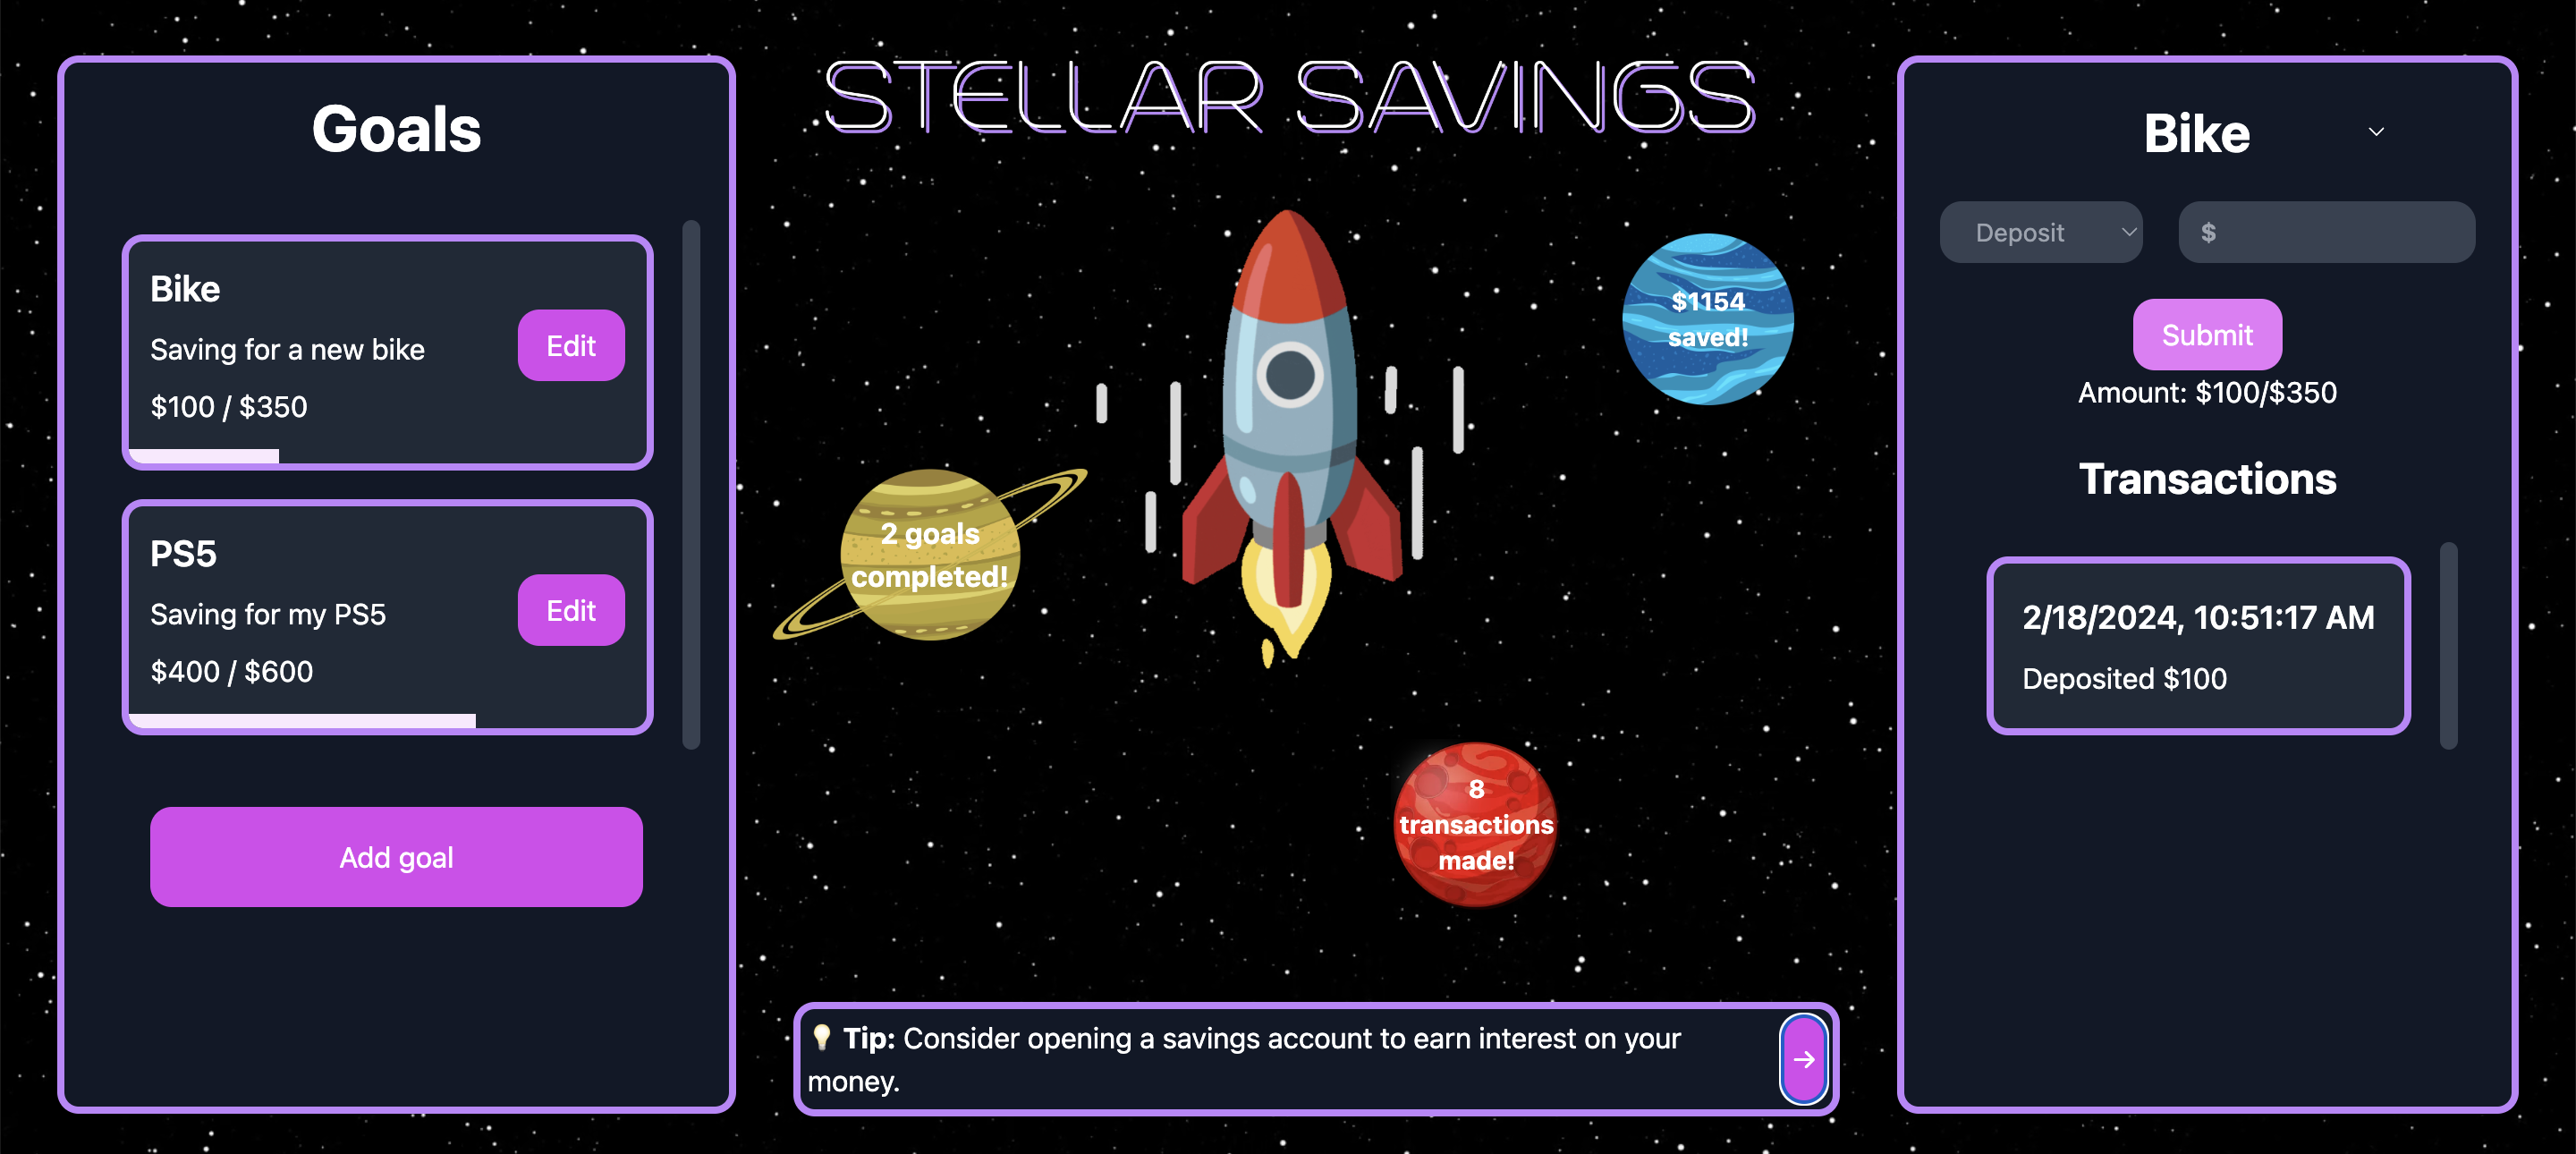 STELLAR SAVINGS
Goals
Bike
Saving for a new bike
$100 / $350
Edit
PS5
Saving for my PS5
$400 / $600
Edit
Add goal
2 goals
completed!
$1154
saved!
8
transactions
made!
💡 Tip: Consider opening a savings account to earn interest on your
money.
Bike
Deposit
$
Submit
Amount: $100/$350
Transactions
2/18/2024, 10:51:17 AM
Deposited $100